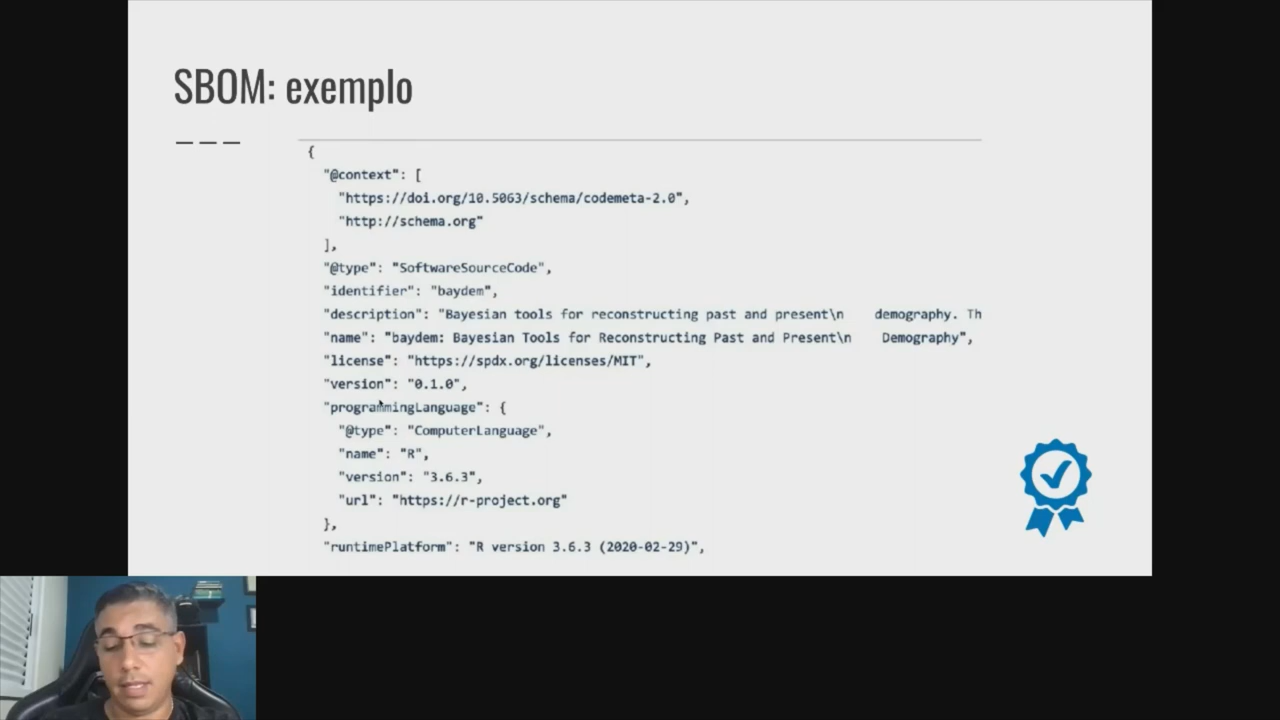 SBOM: exemplo
{
"@context": [
"https://doi.org/10.5063/schema/codemeta-2.0",
"http://schema.org"
],
"@type": "SoftwareSourceCode",
"identifier": "baydem",
"description": "Bayesian tools for reconstructing past and present\n    demography. Th
"name": "baydem: Bayesian Tools for Reconstructing Past and Present\n    Demography",
"license": "https://spdx.org/licenses/MIT",
"version": "0.1.0",
"programmingLanguage": {
"@type": "ComputerLanguage",
"name": "R",
"version": "3.6.3",
"url": "https://r-project.org"
},
"runtimePlatform": "R version 3.6.3 (2020-02-29)",